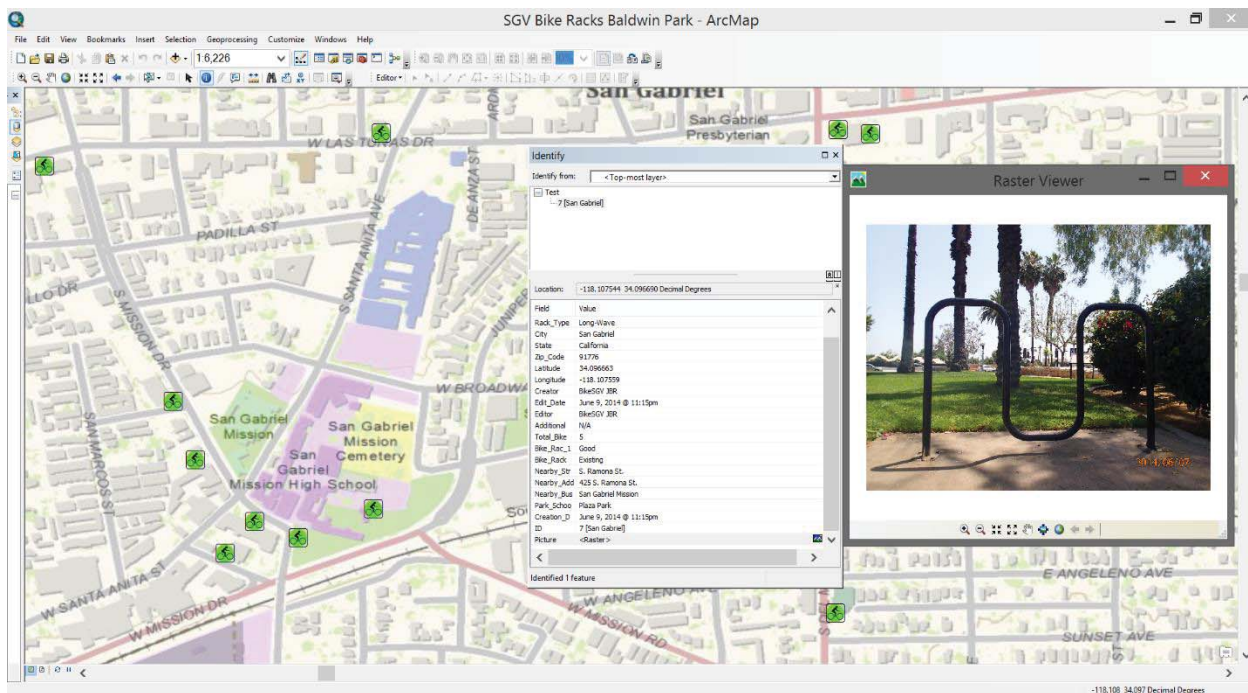 SGV Bike Racks Baldwin Park - ArcMap
File Edit View Bookmarks Insert Selection Geoprocessing Customize Windows Help
1:6,226
Editor
San Gabriel
San Gabriel
Presbyterian
W LAS TUNAS DR
DE ANZA ST
S SANTA ANITA AVE
PADILLA ST
S MISSION DR
W BROADWA
San Gabriel
Mission
San Gabriel
Mission
Cemetery
San
Gabriel
Mission High School
SAN MARCOS ST
W SANTA ANITA ST
W MISSION DR
W ANGELENO AVE
W MISSION RD
E ANGELENO AVE
SUNSET AVE
Identify
Identify from: <Top-most layer>
Test
7 [San Gabriel]
Location: -118.107544 34.096690 Decimal Degrees
Field Value
Rack_Type Long-Wave
City San Gabriel
State California
Zip_Code 91776
Latitude 34.096663
Longitude -118.107559
Creator BikeSGV JBR
Edit_Date June 9, 2014 @ 11:15pm
Editor BikeSGV JBR
Additional N/A
Total_Bike 5
Bike_Rac_1 Good
Bike_Rack Existing
Nearby_Str S. Ramona St.
Nearby_Add 425 S. Ramona St.
Nearby_Bus San Gabriel Mission
Park_Schoo Plaza Park
Creation_D June 9, 2014 @ 11:15pm
ID 7 [San Gabriel]
Picture <Raster>
Identified 1 feature
Raster Viewer
-118.108 34.097 Decimal Degrees